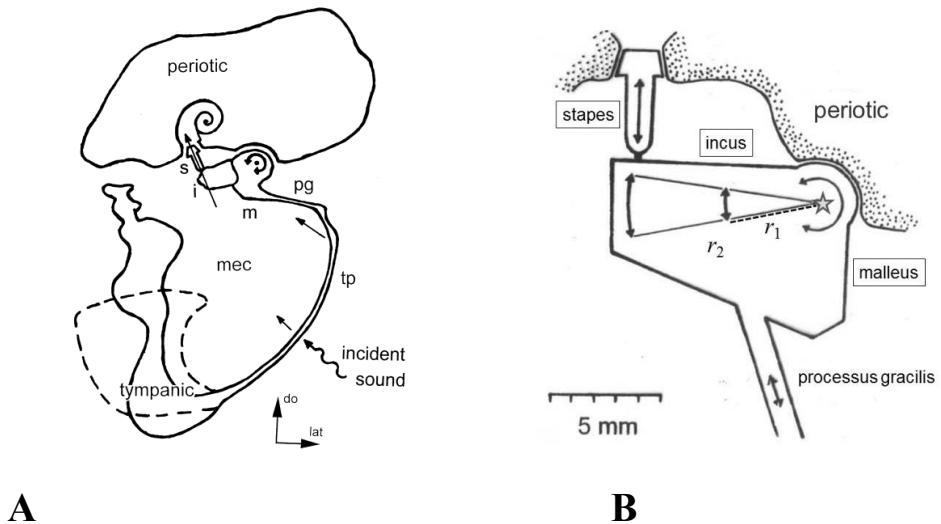 periotic
s
i
pg
m
mec
tp
incident
sound
tympanic
do
lat
A
stapes
incus
periotic
r1
r2
malleus
processus gracilis
5 mm
B